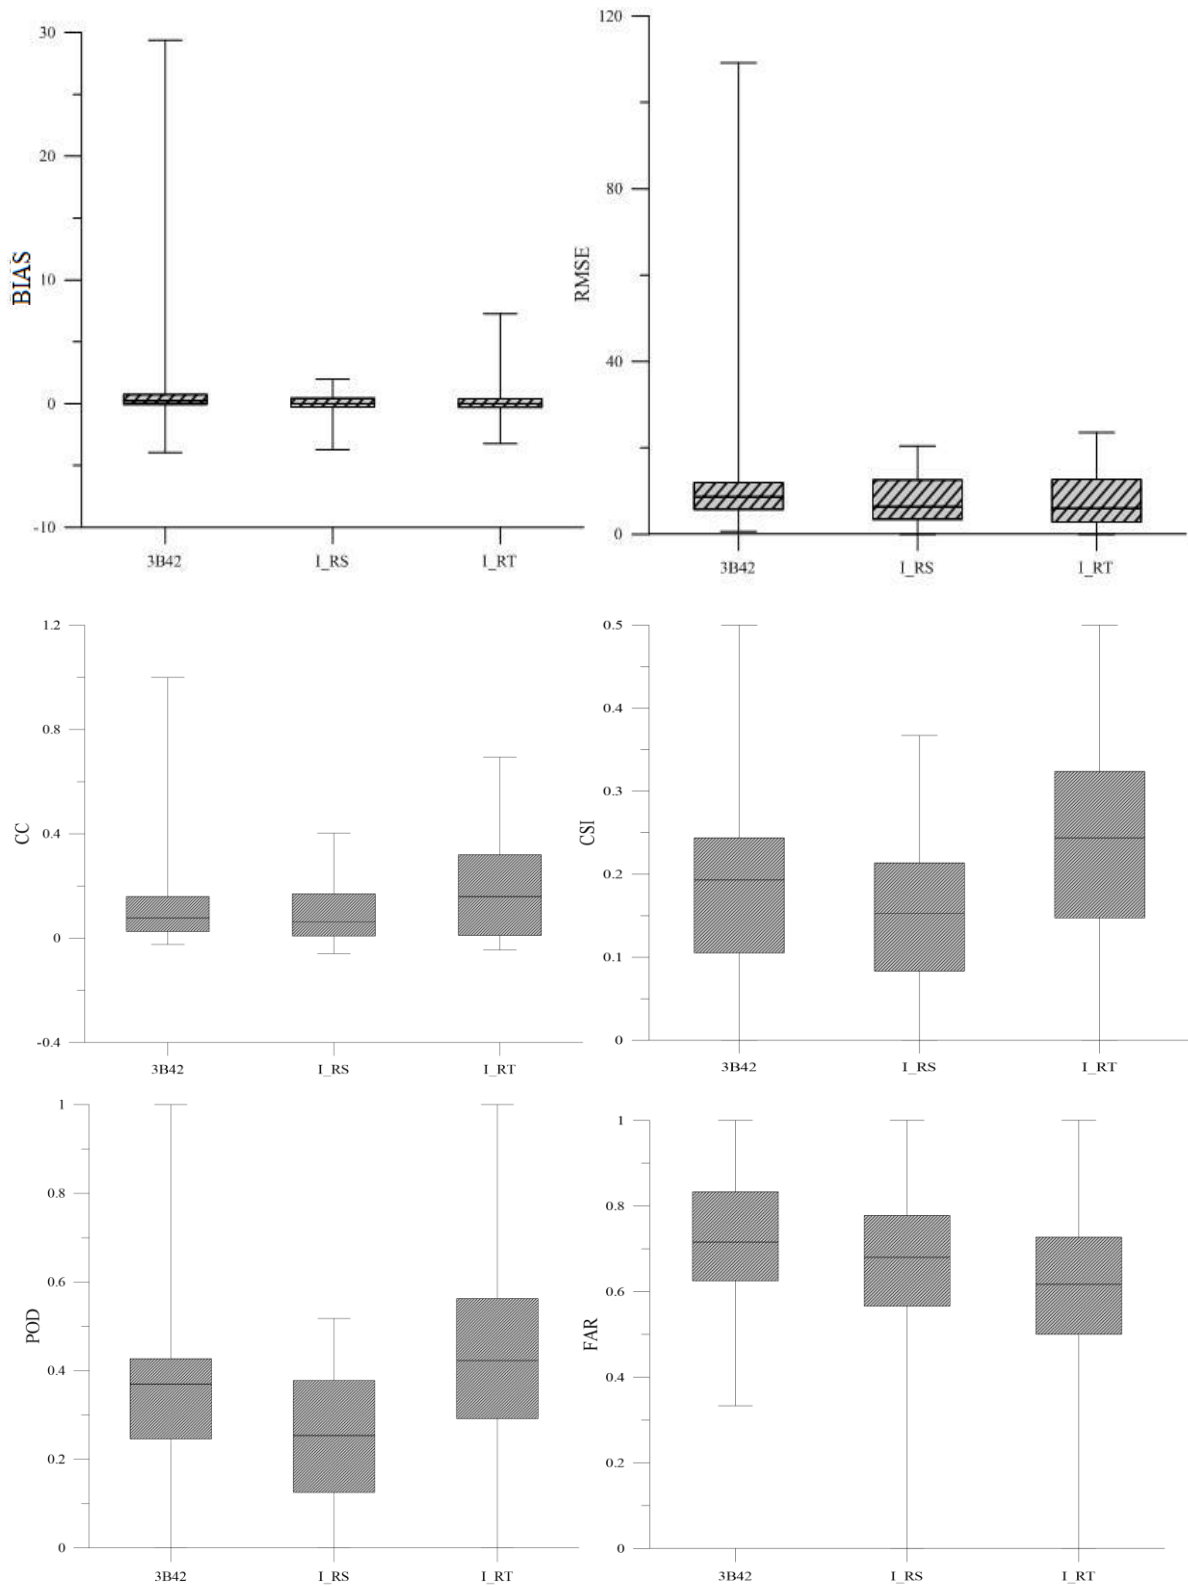 30
20
10
0
-10
BIAS
3B42
I_RS
I_RT
120
80
40
0
RMSE
3B42
I_RS
I_RT
1.2
0.8
0.4
0
-0.4
CC
3B42
I_RS
I_RT
0.5
0.4
0.3
0.2
0.1
0
CSI
3B42
I_RS
I_RT
1
0.8
0.6
0.4
0.2
0
POD
3B42
I_RS
I_RT
1
0.8
0.6
0.4
0.2
0
FAR
3B42
I_RS
I_RT